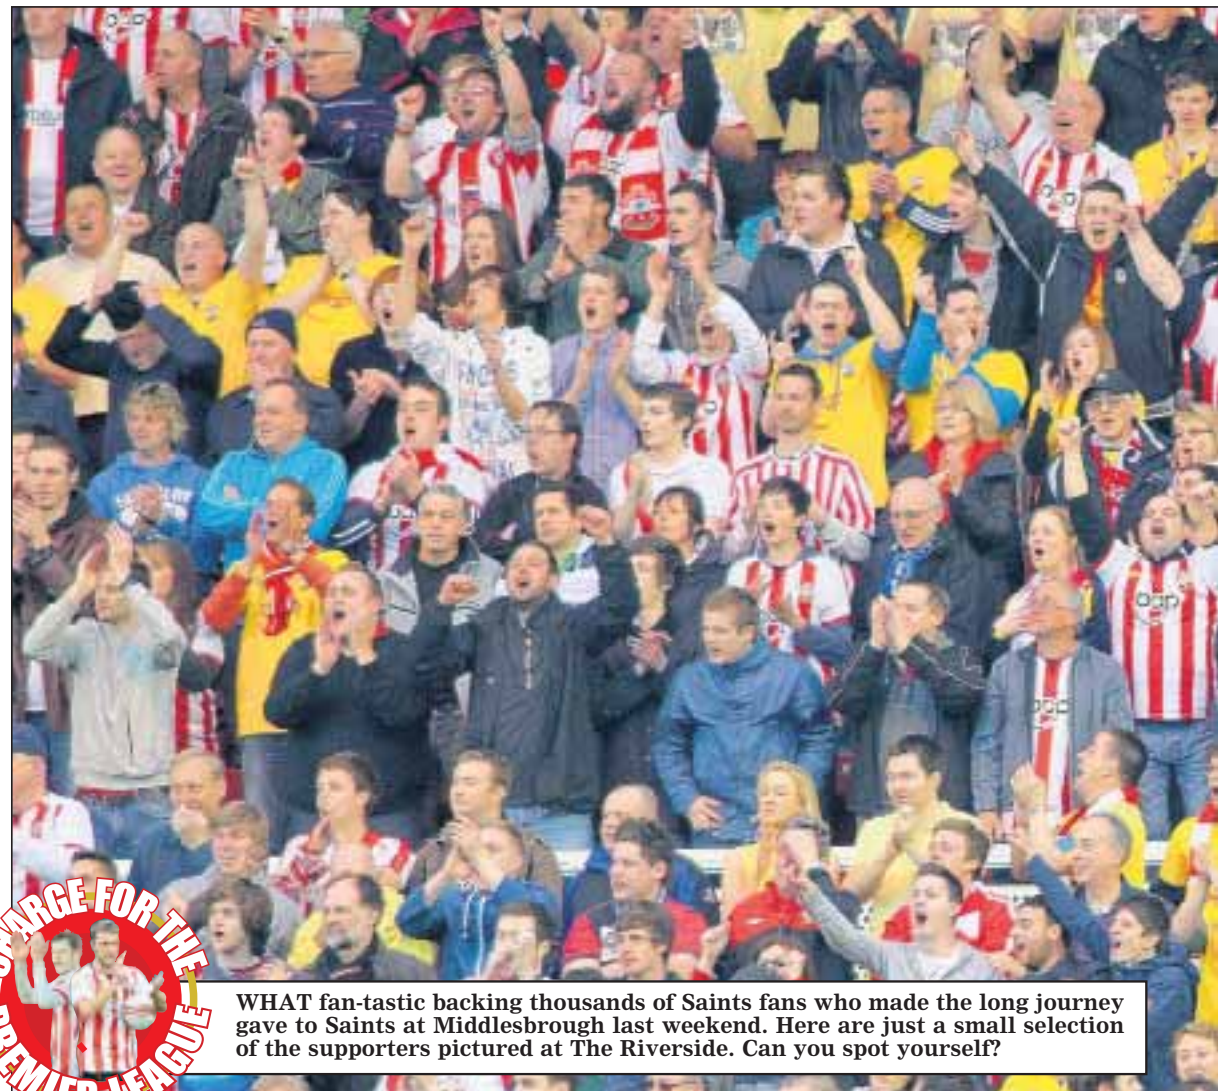 WHAT fan-tastic backing thousands of Saints fans who made the long journey
gave to Saints at Middlesbrough last weekend. Here are just a small selection
of the supporters pictured at The Riverside. Can you spot yourself?
CHARGE FOR THE
PREMIER LEAGUE
aap
aap